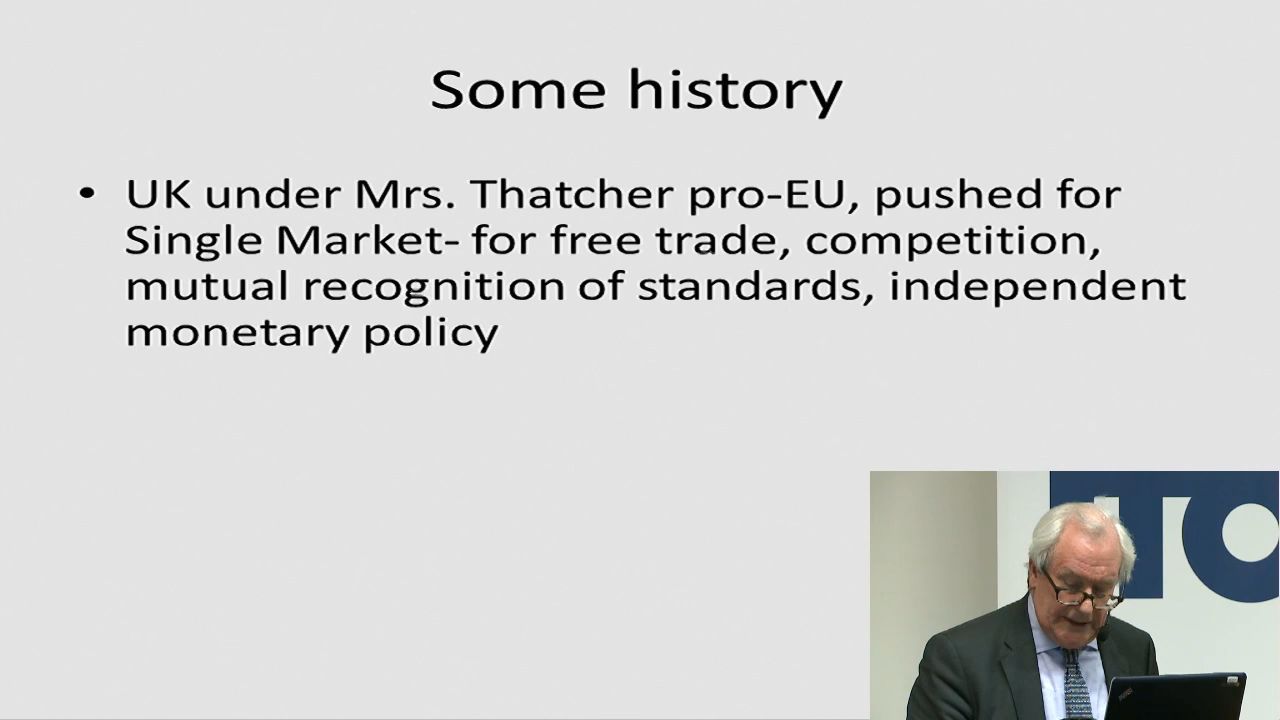 Some history
• UK under Mrs. Thatcher pro-EU, pushed for
Single Market- for free trade, competition,
mutual recognition of standards, independent
monetary policy
TO